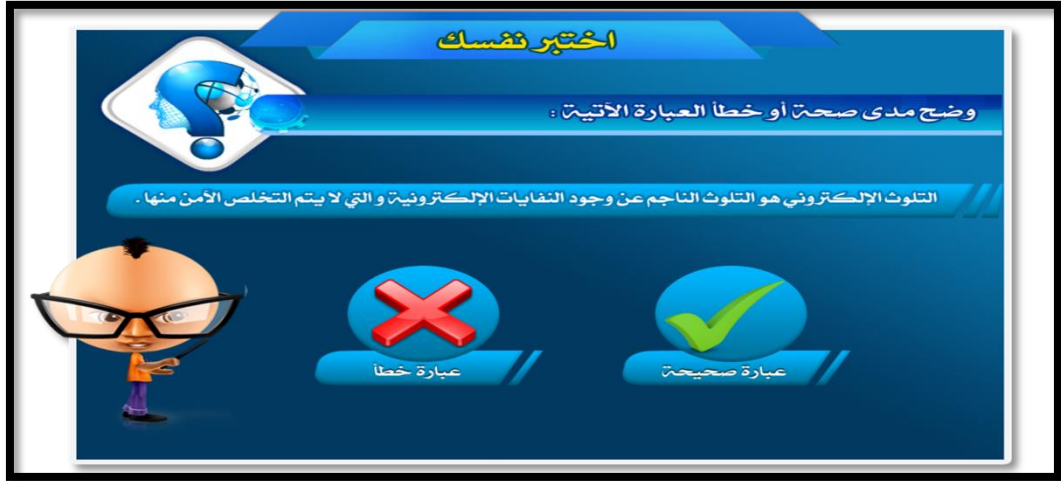 اختبر نفسك
وضح مدى صحة أو خطأ العبارة الآتية :
التلوث الإلكتروني هو التلوث الناجم عن وجود النفايات الإلكترونية و التي لا يتم التخلص الآمن منها .
عبارة صحيحة
عبارة خطأ